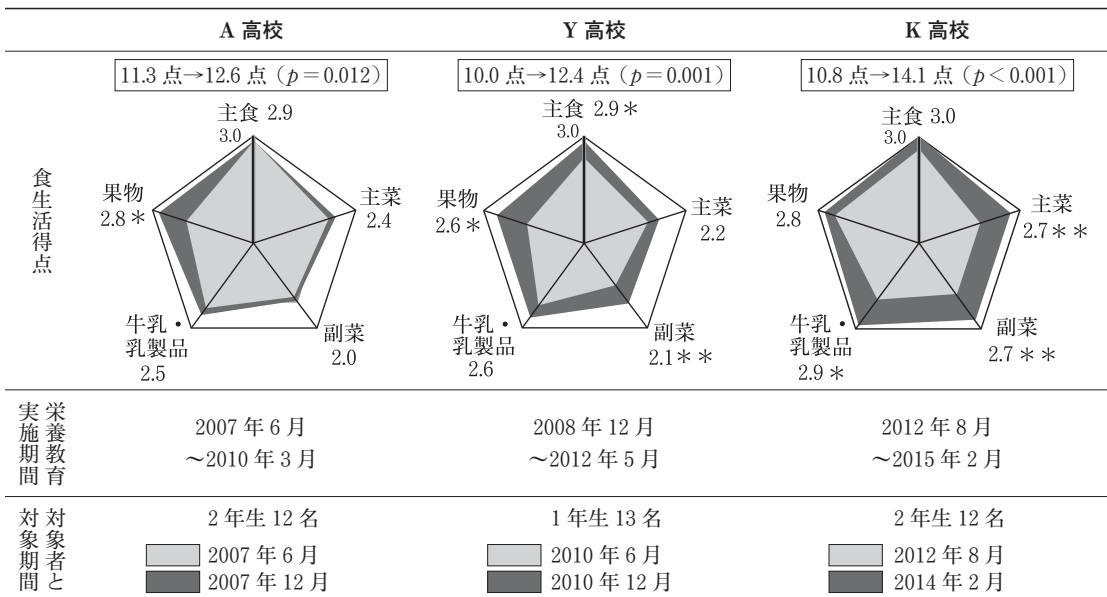 A 高校
Y 高校
K 高校
食生活得点
11.3 点→12.6 点（p＝0.012）
主食 2.9
3.0
果物
2.8＊
主菜
2.4
牛乳・
乳製品
2.5
副菜
2.0
10.0 点→12.4 点（p＝0.001）
主食 2.9＊
3.0
果物
2.6＊
主菜
2.2
牛乳・
乳製品
2.6
副菜
2.1＊＊
10.8 点→14.1 点（p＜0.001）
主食 3.0
3.0
果物
2.8
主菜
2.7＊＊
牛乳・
乳製品
2.9＊
副菜
2.7＊＊
栄養教育
実施期間
2007 年 6 月
～2010 年 3 月
2008 年 12 月
～2012 年 5 月
2012 年 8 月
～2015 年 2 月
対象者と
対象期間
2 年生 12 名
2007 年 6 月
2007 年 12 月
1 年生 13 名
2010 年 6 月
2010 年 12 月
2 年生 12 名
2012 年 8 月
2014 年 2 月